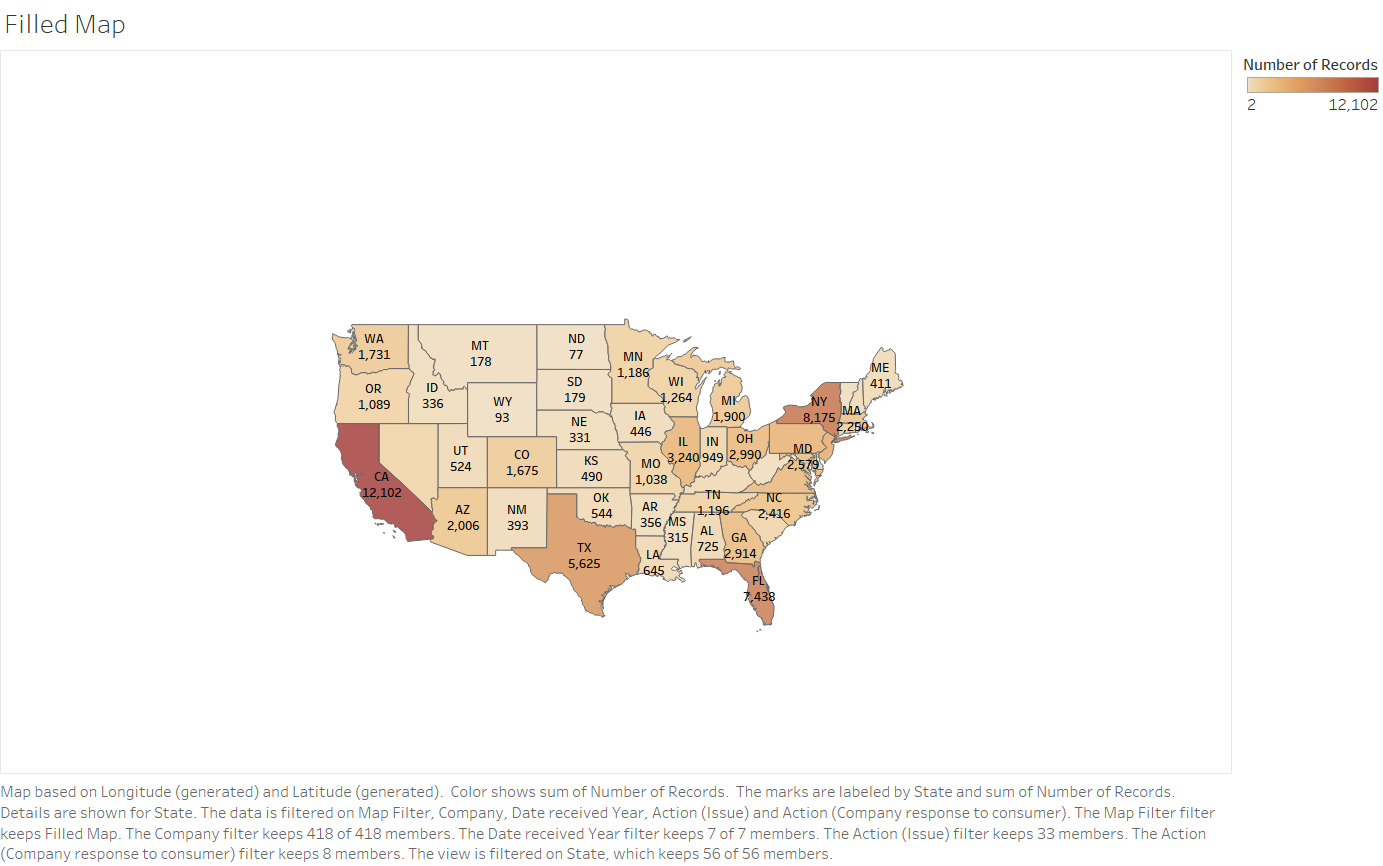 Filled Map
Number of Records
2 12,102
WA
1,731
MT
178
ND
77
MN
1,186
OR
1,089
ID
336
WY
93
SD
179
WI
1,264
MI
1,900
NY
8,175
MA
2,250
ME
411
NE
331
IA
446
IL
3,240
IN
949
OH
2,990
MD
2,579
CA
12,102
UT
524
CO
1,675
KS
490
MO
1,038
AZ
2,006
NM
393
OK
544
AR
356
TN
1,196
NC
2,416
MS
315
AL
725
GA
2,914
TX
5,625
LA
645
FL
7,438
Map based on Longitude (generated) and Latitude (generated).  Color shows sum of Number of Records.  The marks are labeled by State and sum of Number of Records.
Details are shown for State. The data is filtered on Map Filter, Company, Date received Year, Action (Issue) and Action (Company response to consumer). The Map Filter filter
keeps Filled Map. The Company filter keeps 418 of 418 members. The Date received Year filter keeps 7 of 7 members. The Action (Issue) filter keeps 33 members. The Action
(Company response to consumer) filter keeps 8 members. The view is filtered on State, which keeps 56 of 56 members.